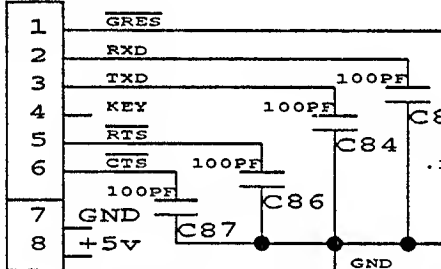 1 GRES
2 RXD
3 TXD 100PF
4 KEY 100PF C8
5 RTS C84
6 CTS 100PF
100PF C86
7 GND C87
8 +5v
GND